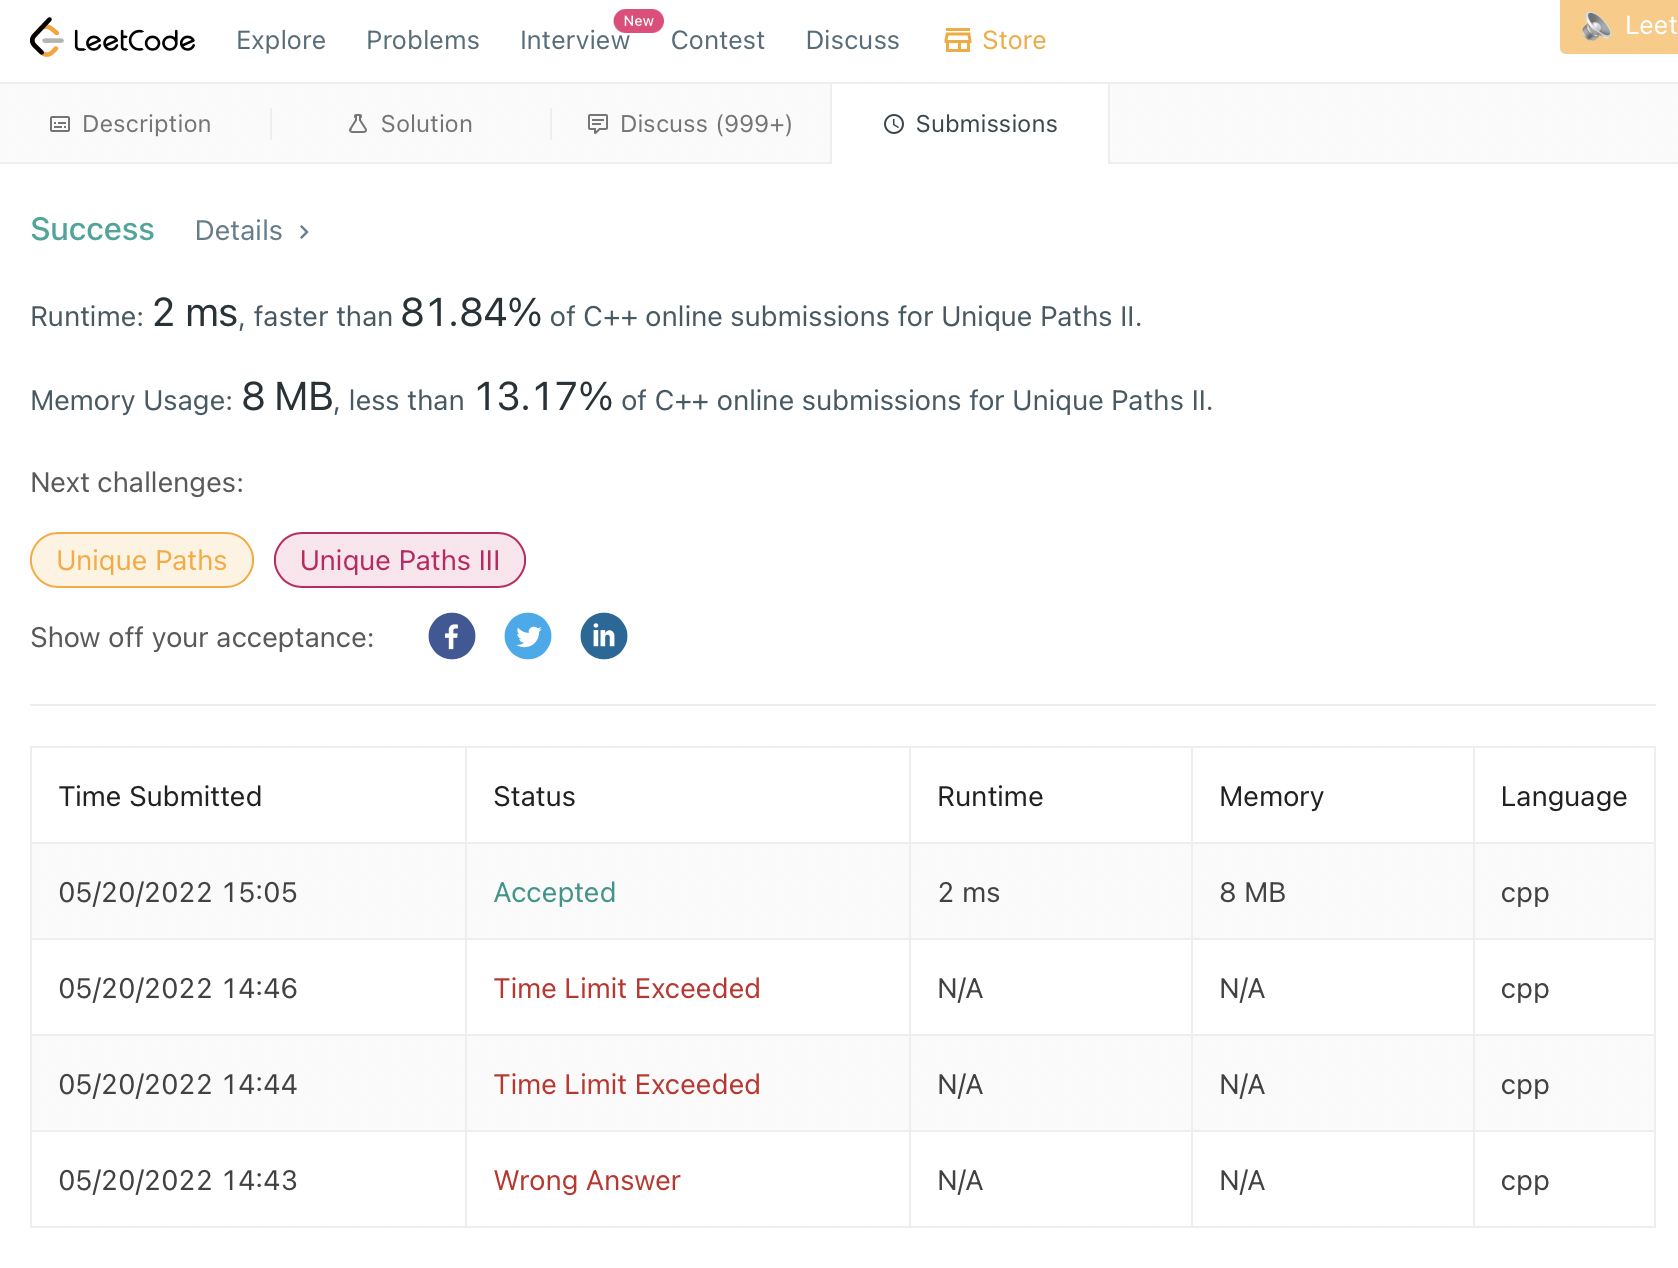 LeetCode Explore Problems Interview New Contest Discuss Store Leet
Description Solution Discuss (999+) Submissions
Success Details >
Runtime: 2 ms, faster than 81.84% of C++ online submissions for Unique Paths II.
Memory Usage: 8 MB, less than 13.17% of C++ online submissions for Unique Paths II.
Next challenges:
Unique Paths Unique Paths III
Show off your acceptance:
Time Submitted Status Runtime Memory Language
05/20/2022 15:05 Accepted 2 ms 8 MB cpp
05/20/2022 14:46 Time Limit Exceeded N/A N/A cpp
05/20/2022 14:44 Time Limit Exceeded N/A N/A cpp
05/20/2022 14:43 Wrong Answer N/A N/A cpp